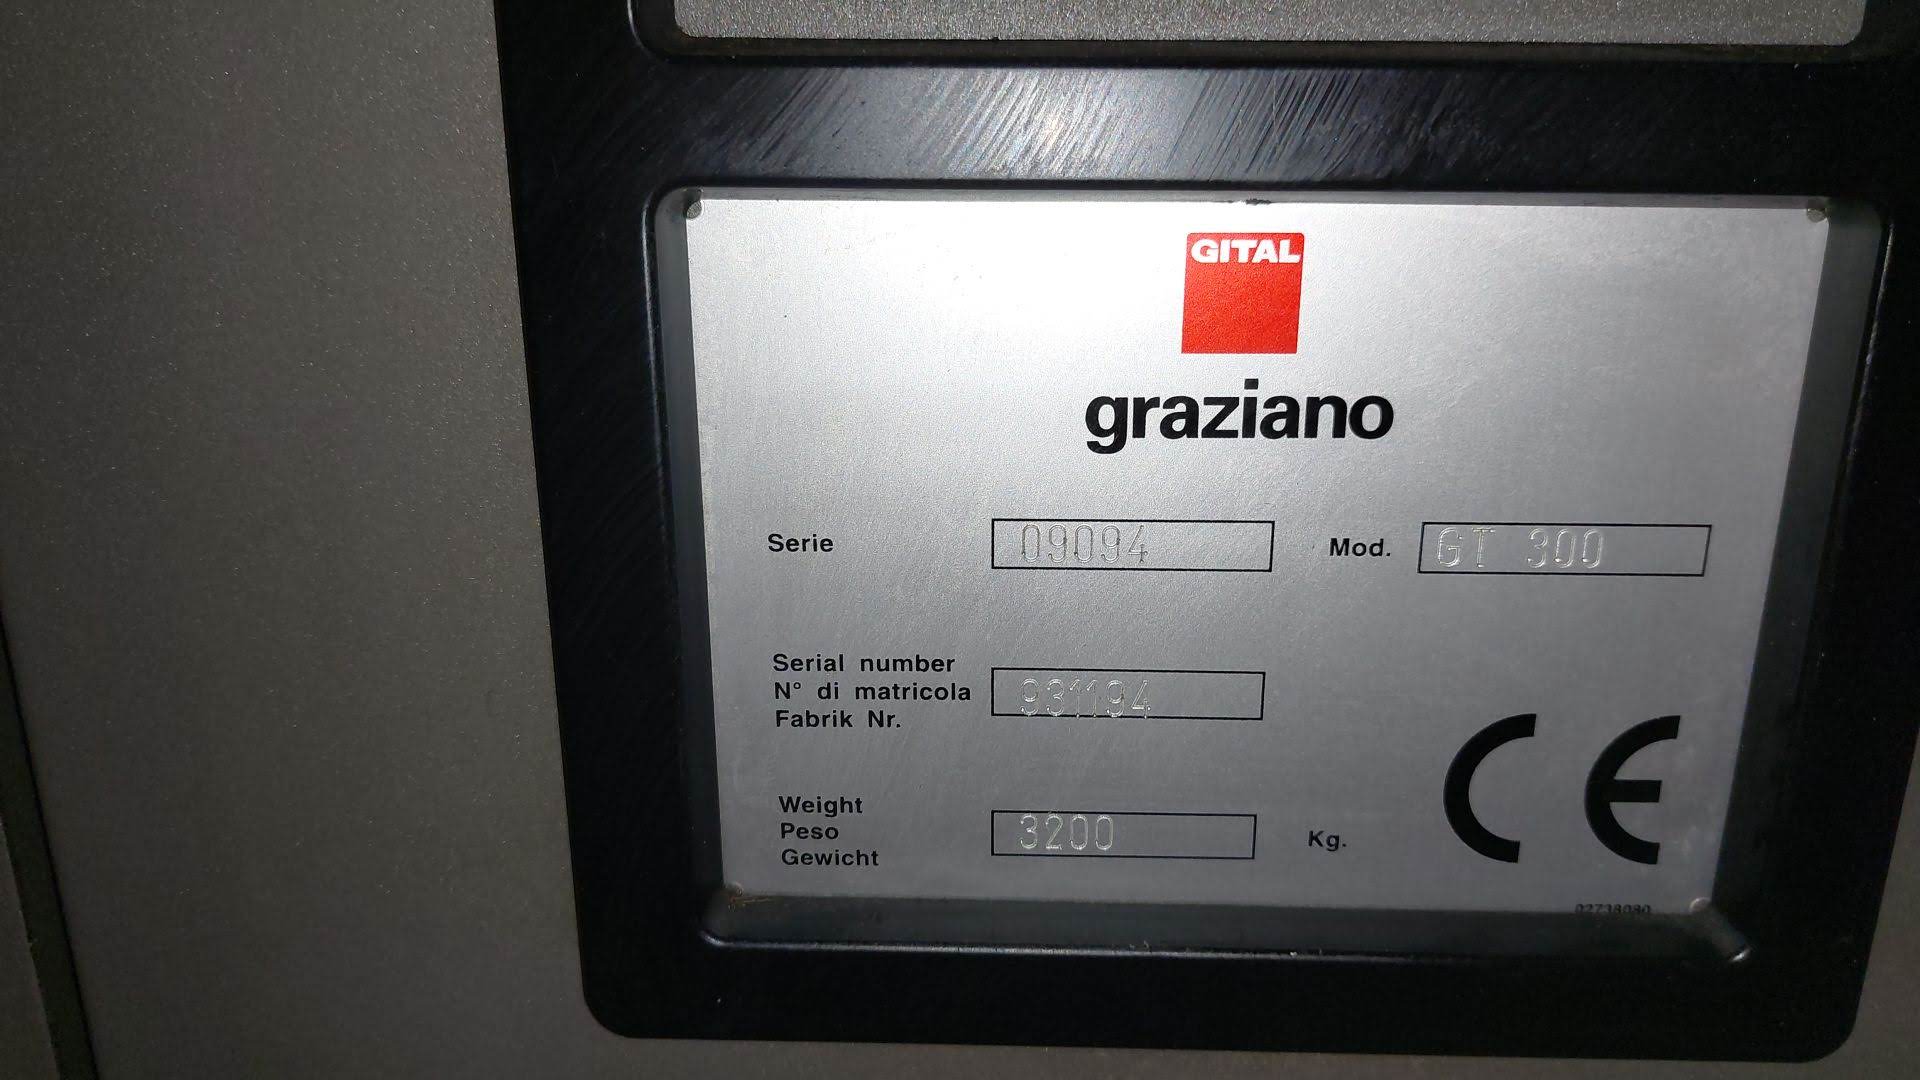 GITAL
graziano
Serie 09094 Mod. GT 300
Serial number
N° di matricola 931194
Fabrik Nr.
Weight
Peso 3200 Kg.
Gewicht
CE
02738080